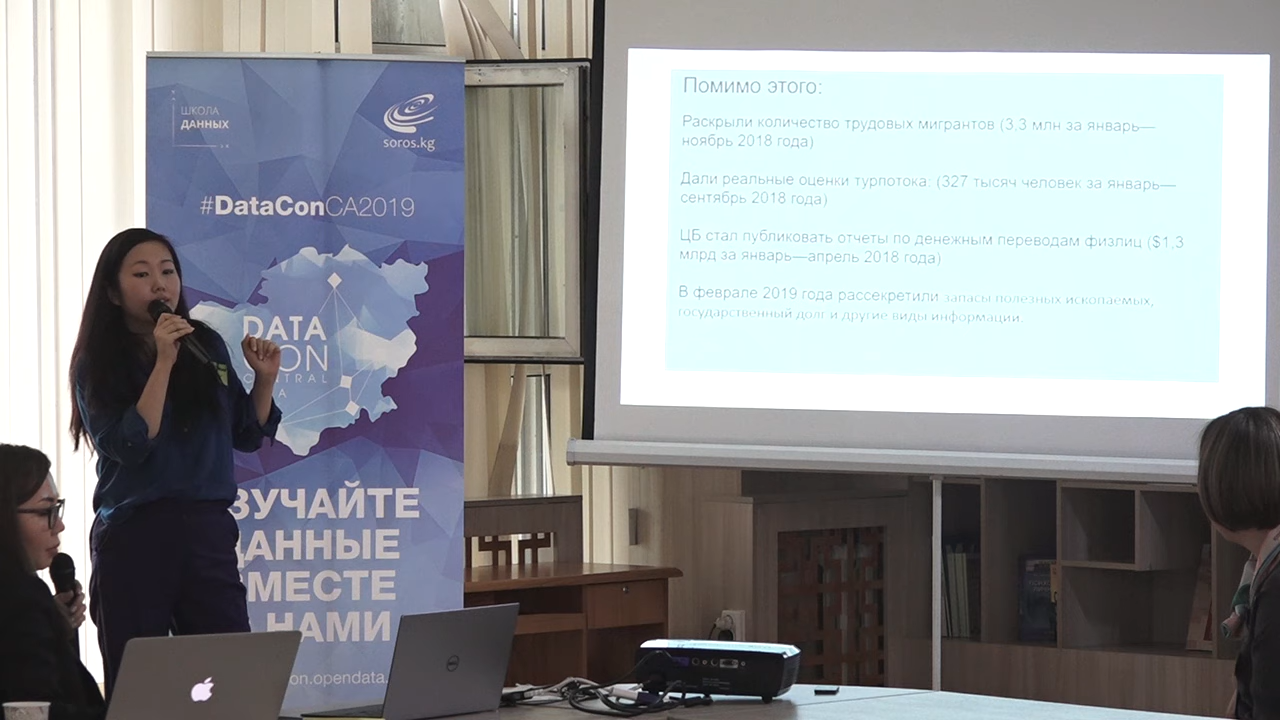 ШКОЛА
ДАННЫХ
soros.kg
#DataConCA2019
DATA
CON
CENTRAL
ЗУЧАЙТЕ
ДАННЫЕ
МЕСТЕ
НАМИ
on.opendata.
DELL
Помимо этого:
Раскрыли количество трудовых мигрантов (3,3 млн за январь—
ноябрь 2018 года)
Дали реальные оценки турпотока: (327 тысяч человек за январь—
сентябрь 2018 года)
ЦБ стал публиковать отчеты по денежным переводам физлиц ($1,3
млрд за январь—апрель 2018 года)
В феврале 2019 года рассекретили запасы полезных ископаемых,
государственный долг и другие виды информации.